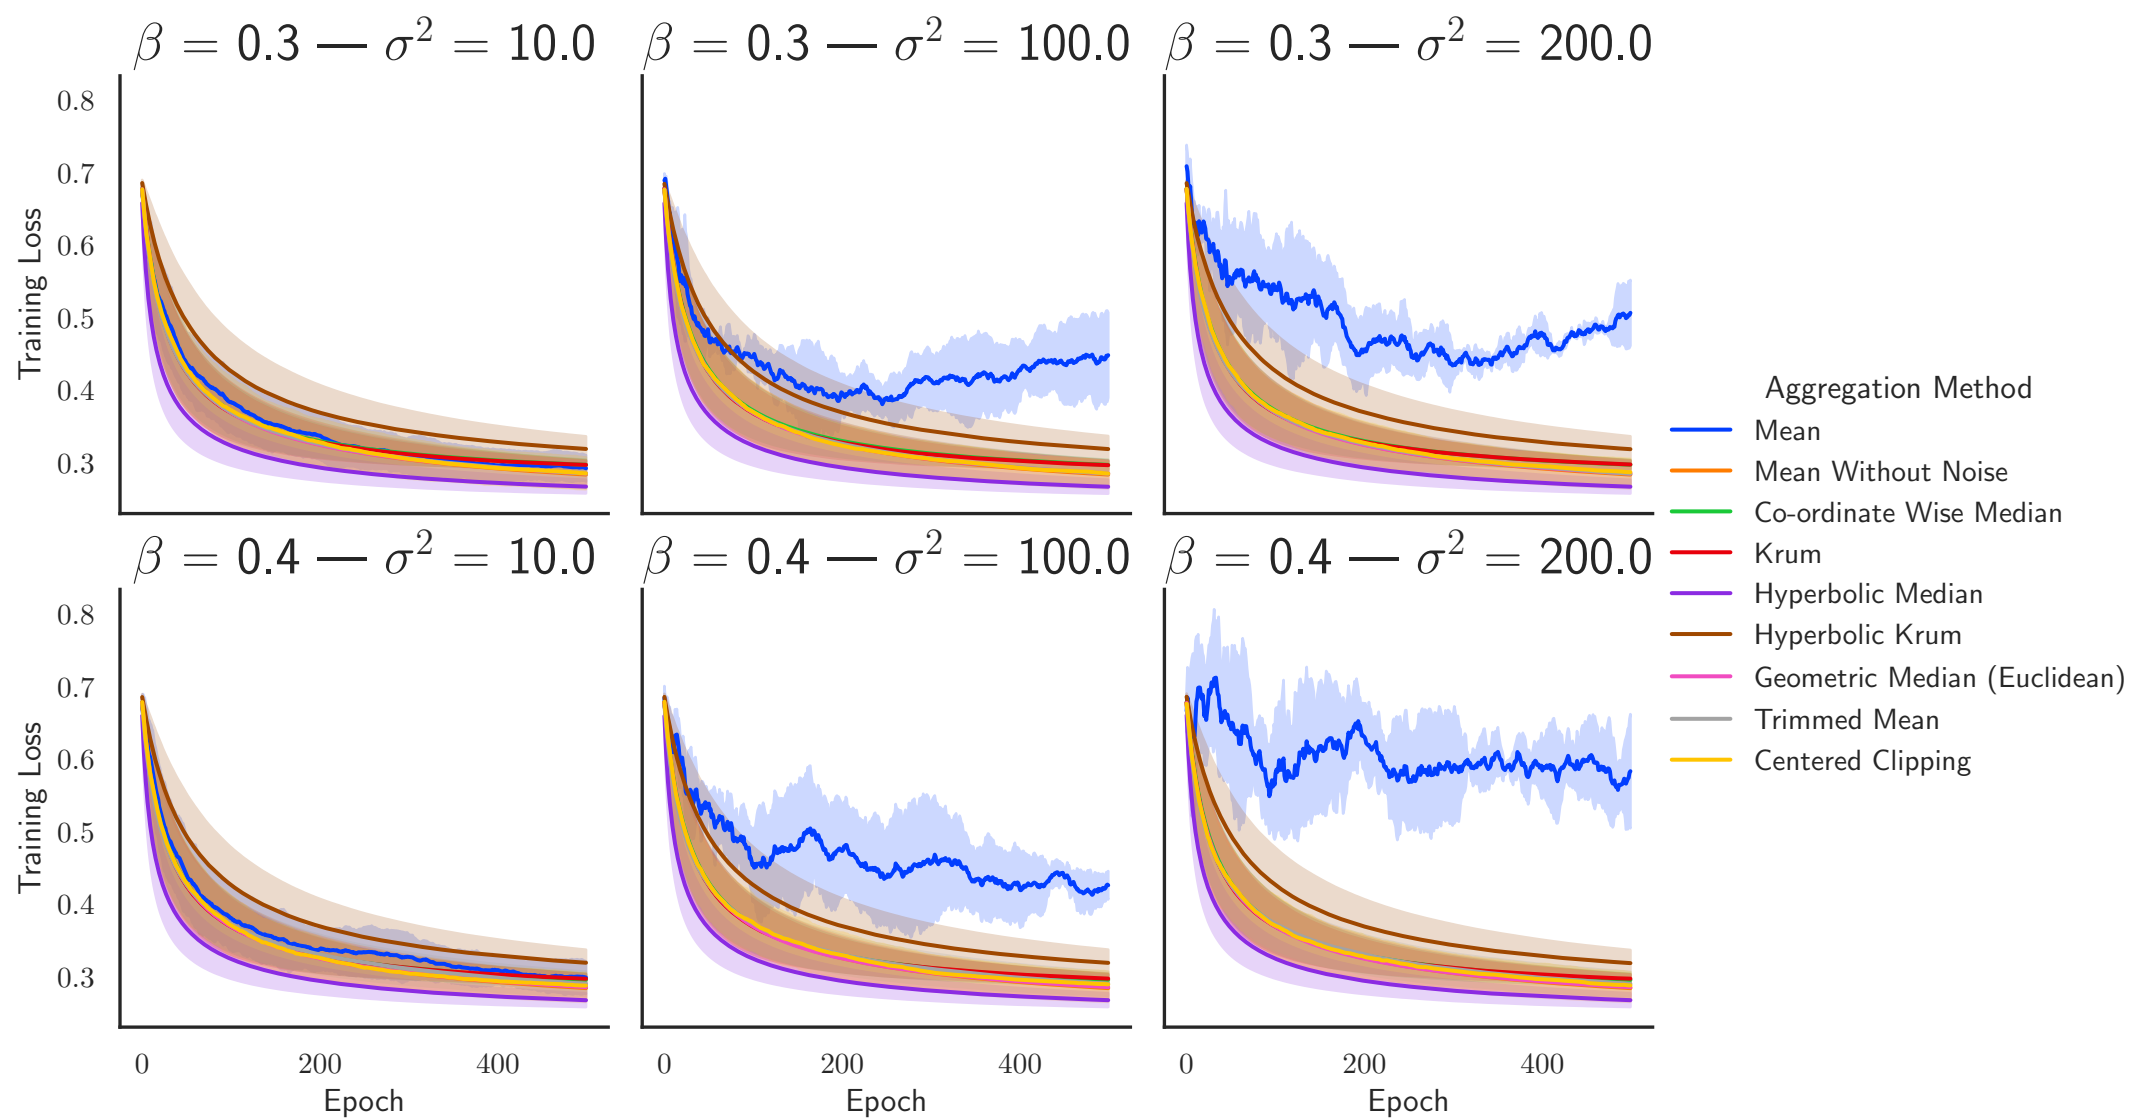 β = 0.3 — σ² = 10.0
β = 0.3 — σ² = 100.0
β = 0.3 — σ² = 200.0
Training Loss
0.8
0.7
0.6
0.5
0.4
0.3
β = 0.4 — σ² = 10.0
β = 0.4 — σ² = 100.0
β = 0.4 — σ² = 200.0
Training Loss
0.8
0.7
0.6
0.5
0.4
0.3
0 200 400
0 200 400
0 200 400
Epoch
Epoch
Epoch
Aggregation Method
Mean
Mean Without Noise
Co-ordinate Wise Median
Krum
Hyperbolic Median
Hyperbolic Krum
Geometric Median (Euclidean)
Trimmed Mean
Centered Clipping